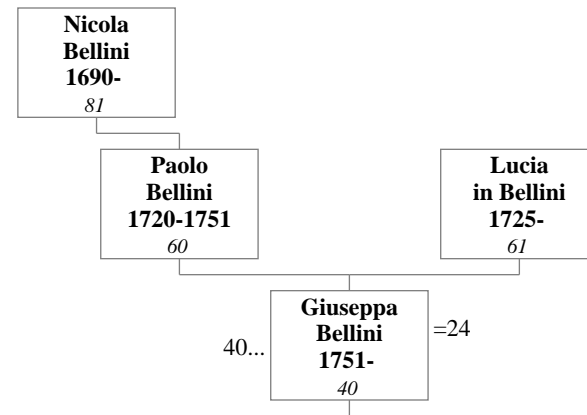 Nicola
Bellini
1690-
81
Paolo
Bellini
1720-1751
60
Lucia
in Bellini
1725-
61
40...
Giuseppa
Bellini
1751-
40
=24